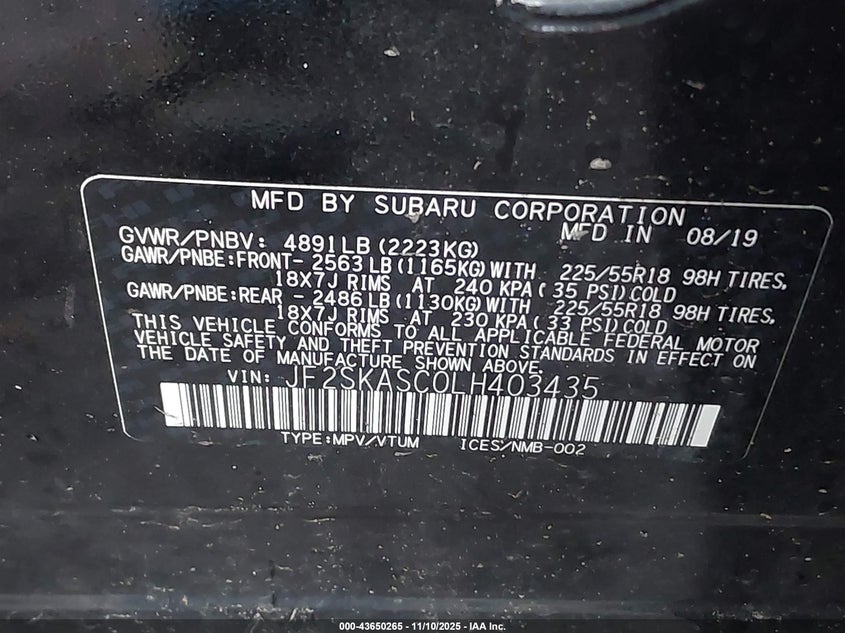 MFD BY SUBARU CORPORATION
MFD IN 08/19
GVWR/PNBV: 4891LB (2223KG)
GAWR/PNBE:FRONT- 2563LB (1165KG) WITH 225/55R18 98H TIRES,
18X7J RIMS AT 240 KPA ( 35 PSI) COLD
GAWR/PNBE:REAR - 2486LB (1130KG) WITH 225/55R18 98H TIRES,
18X7J RIMS AT 230 KPA ( 33 PSI) COLD
THIS VEHICLE CONFORMS TO ALL APPLICABLE FEDERAL MOTOR
VEHICLE SAFETY AND THEFT PREVENTION STANDARDS IN EFFECT ON
THE DATE OF MANUFACTURE SHOWN ABOVE.
VIN: JF2SKASC0LH403435
TYPE:MPV/VTUM ICES/NMB-002
000-43650265 - 11/10/2025 - IAA Inc.